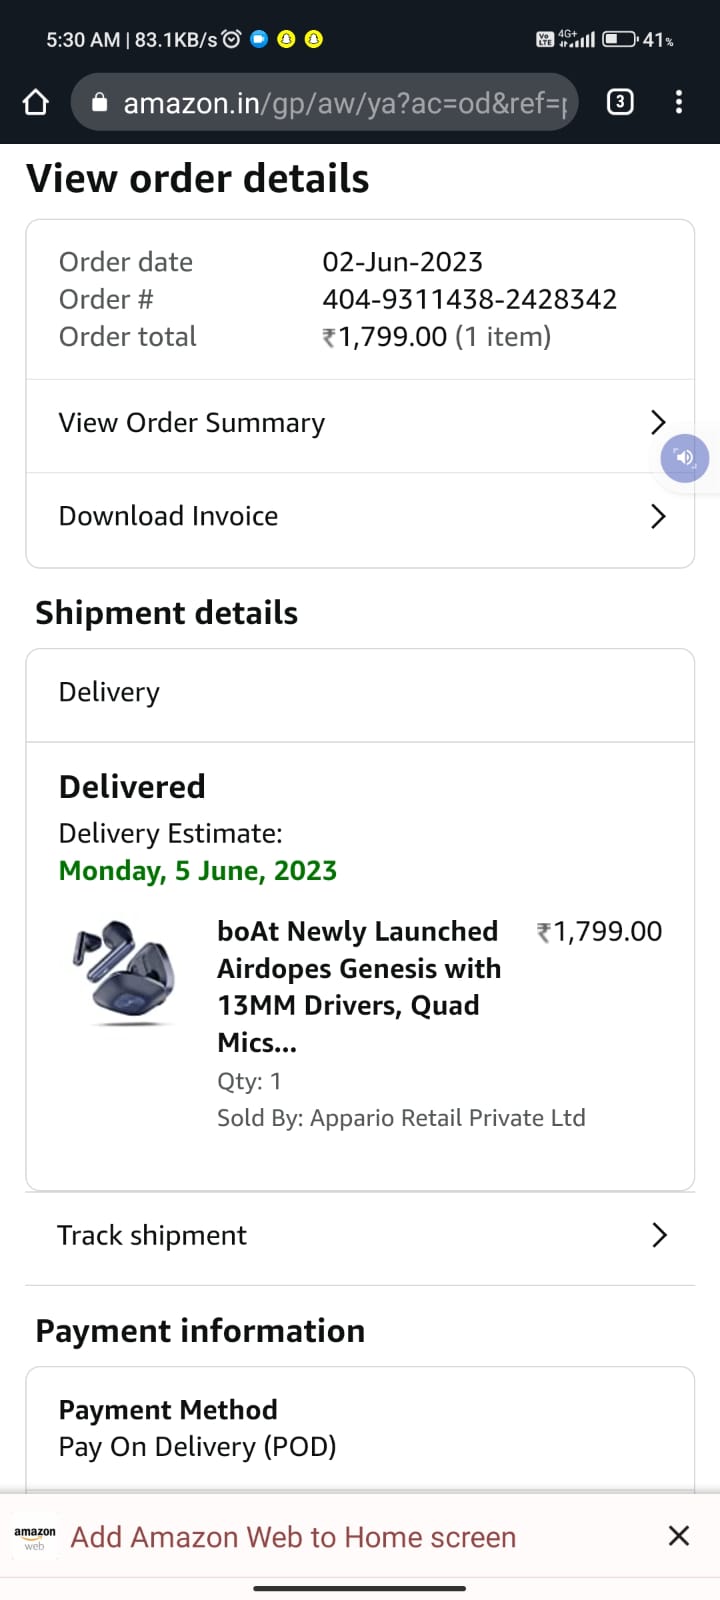 5:30 AM | 83.1KB/s
Vo LTE 4G+ 41%
amazon.in/gp/aw/ya?ac=od&ref=
3
View order details
Order date 02-Jun-2023
Order # 404-9311438-2428342
Order total ₹1,799.00 (1 item)
View Order Summary
Download Invoice
Shipment details
Delivery
Delivered
Delivery Estimate:
Monday, 5 June, 2023
boAt Newly Launched ₹1,799.00
Airdopes Genesis with
13MM Drivers, Quad
Mics...
Qty: 1
Sold By: Appario Retail Private Ltd
Track shipment
Payment information
Payment Method
Pay On Delivery (POD)
amazon
web
Add Amazon Web to Home screen